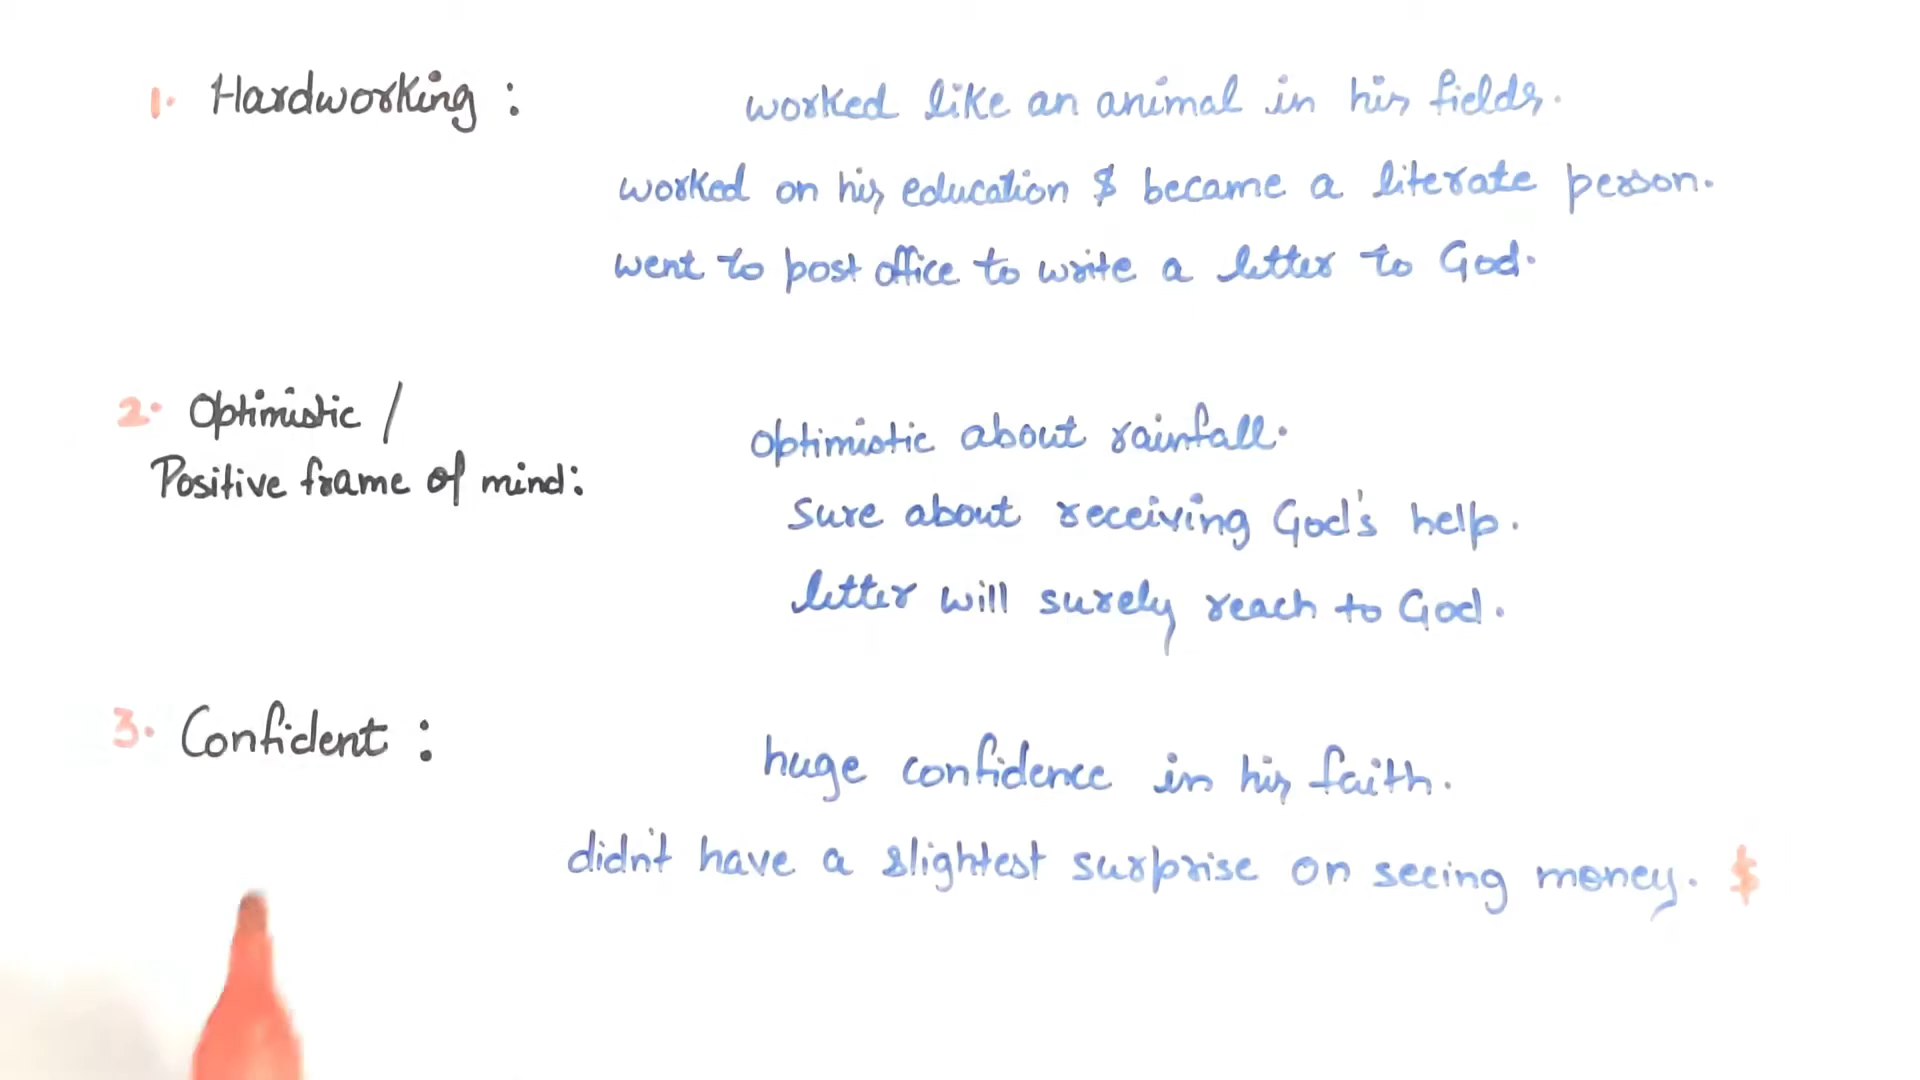 1. Hardworking :
worked like an animal in his fields.
worked on his education $ became a literate person.
went to post office to write a letter to God.
2. Optimistic /
Positive frame of mind:
optimistic about rainfall.
sure about receiving God's help.
letter will surely reach to God.
3. Confident :
huge confidence in his faith.
didn't have a slightest surprise on seeing money. $